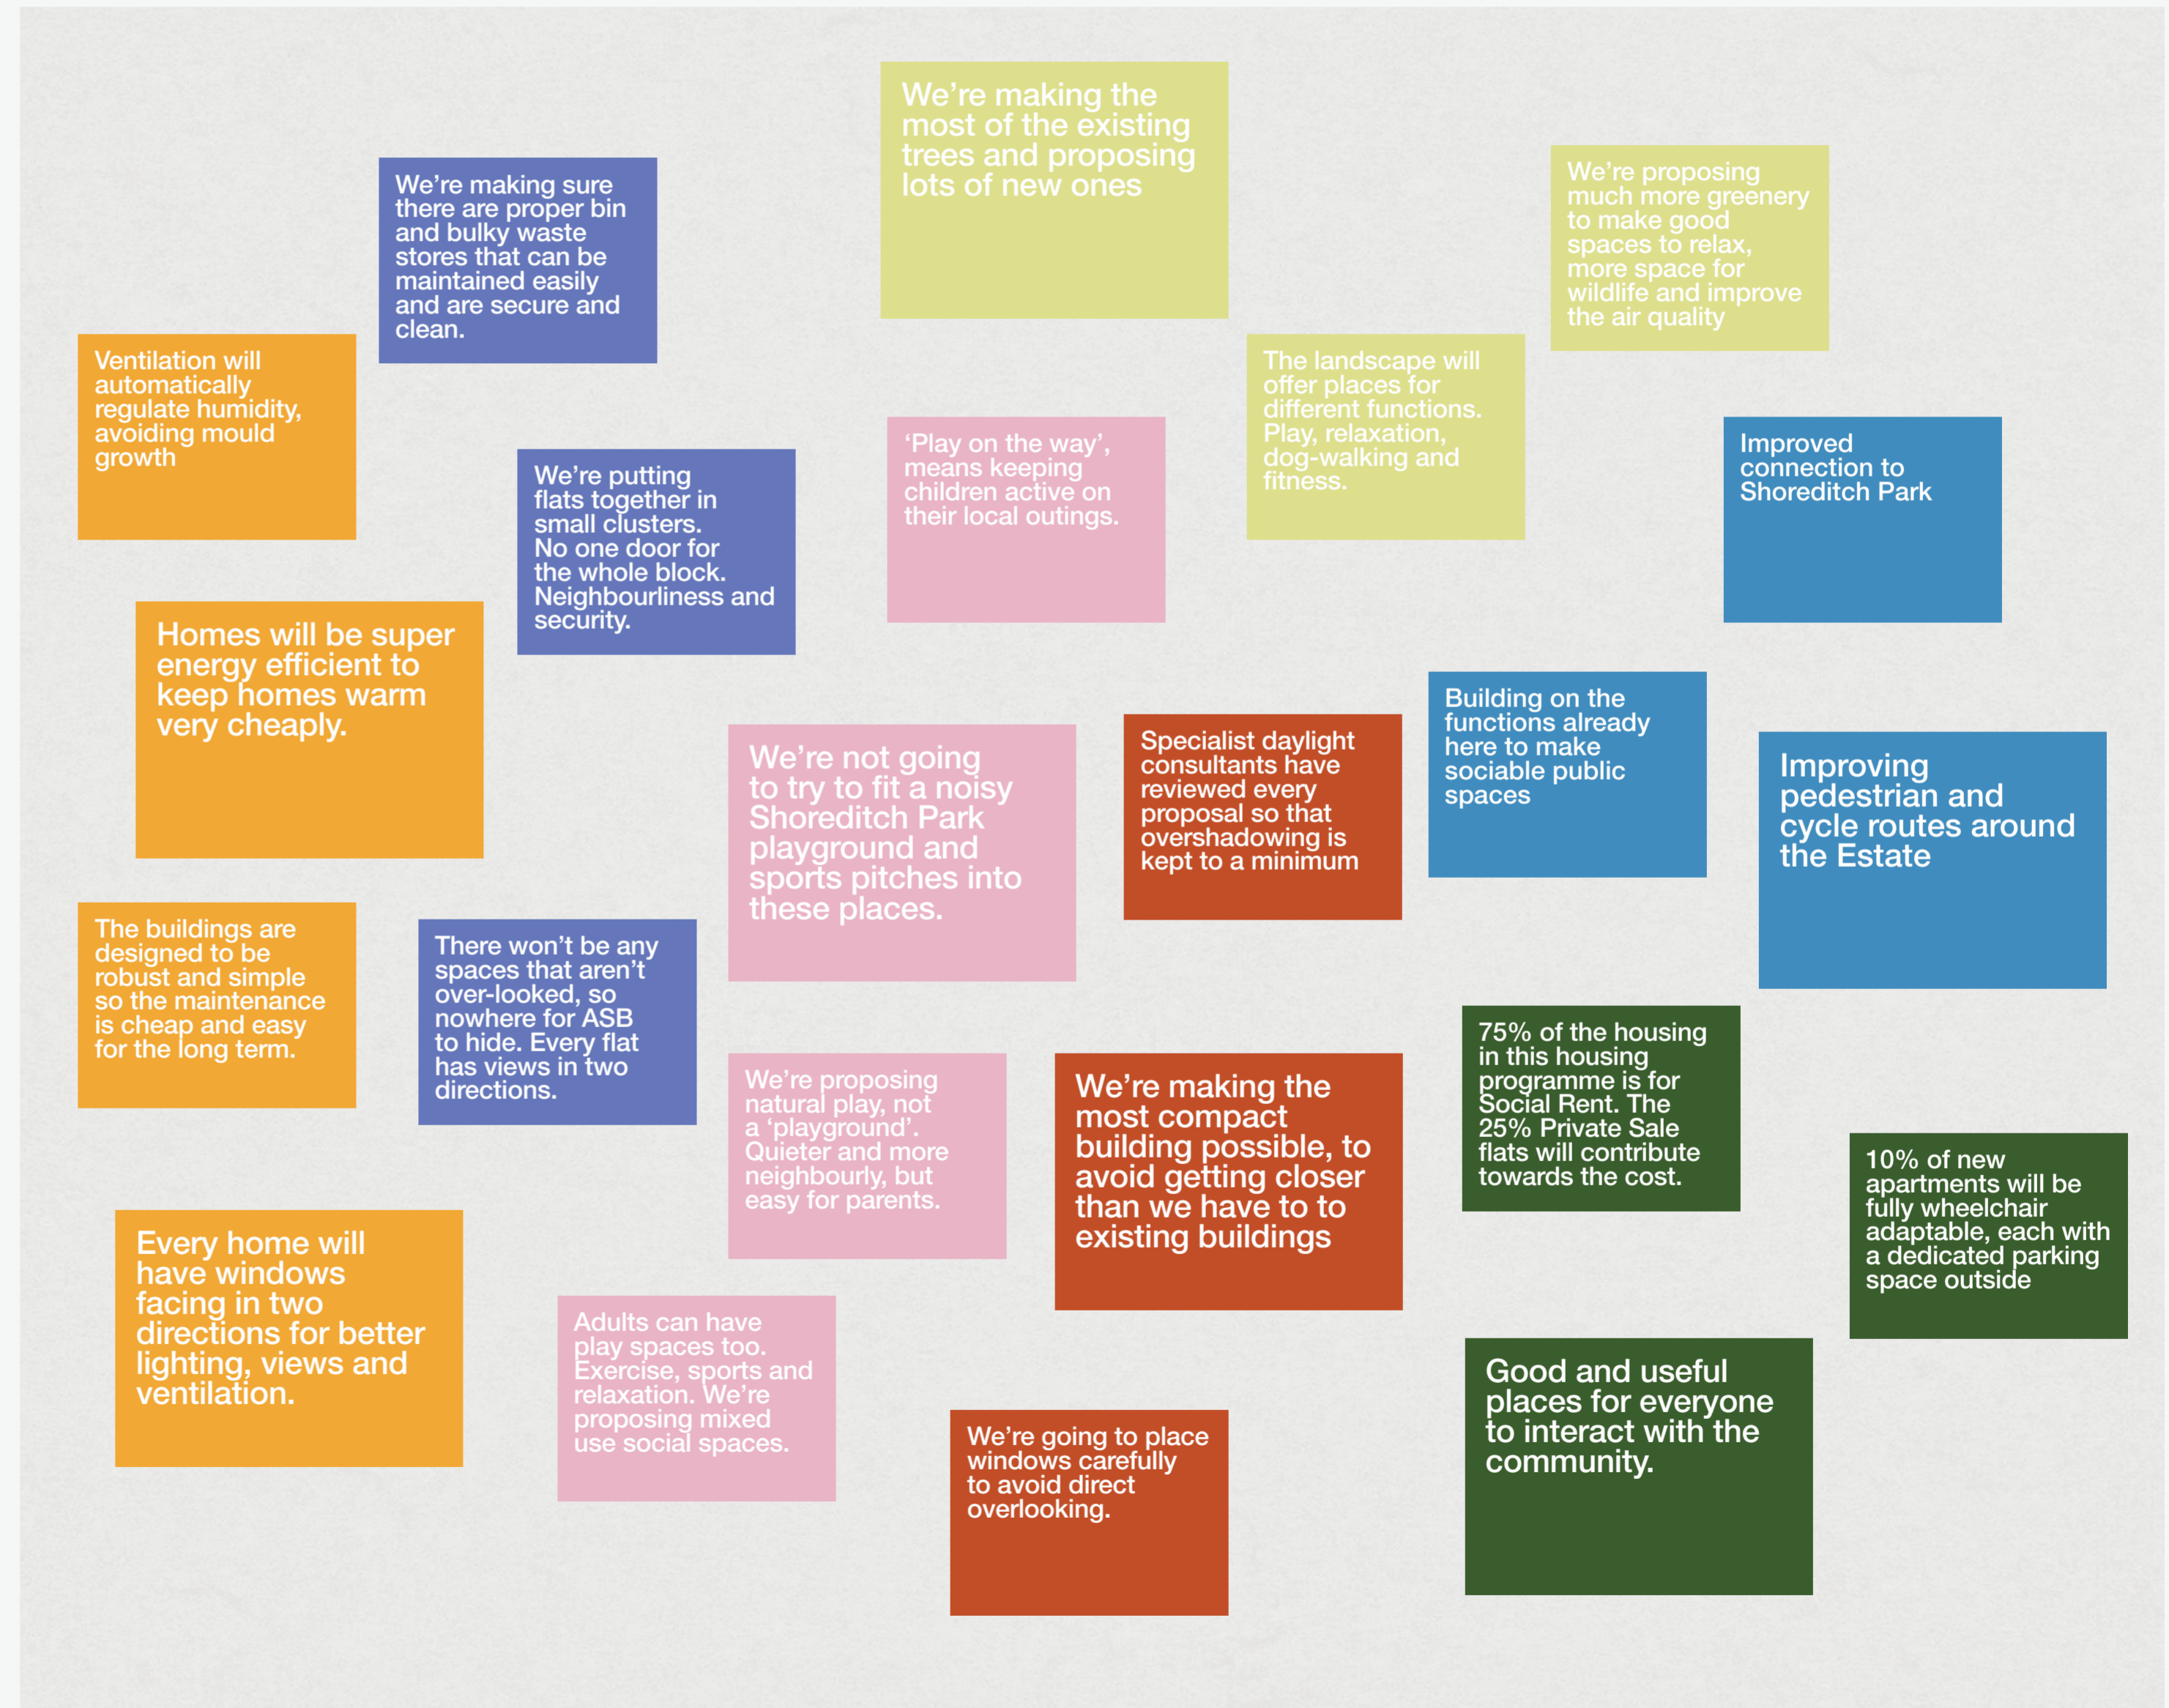 We're making the
most of the existing
trees and proposing
lots of new ones
We're proposing
much more greenery
to make good
spaces to relax,
more space for
wildlife and improve
the air quality
We're making sure
there are proper bin
and bulky waste
stores that can be
maintained easily
and are secure and
clean.
Ventilation will
automatically
regulate humidity,
avoiding mould
growth
The landscape will
offer places for
different functions.
Play, relaxation,
dog-walking and
fitness.
‘Play on the way’,
means keeping
children active on
their local outings.
Improved
connection to
Shoreditch Park
We're putting
flats together in
small clusters.
No one door for
the whole block.
Neighbourliness and
security.
Homes will be super
energy efficient to
keep homes warm
very cheaply.
Building on the
functions already
here to make
sociable public
spaces
Specialist daylight
consultants have
reviewed every
proposal so that
overshadowing is
kept to a minimum
We're not going
to try to fit a noisy
Shoreditch Park
playground and
sports pitches into
these places.
Improving
pedestrian and
cycle routes around
the Estate
The buildings are
designed to be
robust and simple
so the maintenance
is cheap and easy
for the long term.
There won't be any
spaces that aren't
over-looked, so
nowhere for ASB
to hide. Every flat
has views in two
directions.
75% of the housing
in this housing
programme is for
Social Rent. The
25% Private Sale
flats will contribute
towards the cost.
We're proposing
natural play, not
a ‘playground’.
Quieter and more
neighbourly, but
easy for parents.
We're making the
most compact
building possible, to
avoid getting closer
than we have to to
existing buildings
10% of new
apartments will be
fully wheelchair
adaptable, each with
a dedicated parking
space outside
Every home will
have windows
facing in two
directions for better
lighting, views and
ventilation.
Adults can have
play spaces too.
Exercise, sports and
relaxation. We're
proposing mixed
use social spaces.
Good and useful
places for everyone
to interact with the
community.
We're going to place
windows carefully
to avoid direct
overlooking.